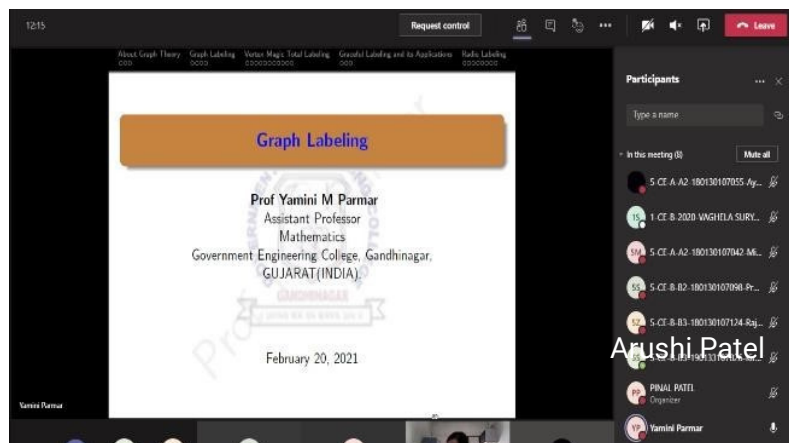 12:15
Request control
Leave
About Graph Theory Graph Labeling Vertex Magic Total Labeling Graceful Labeling and its Applications Radio Labeling
Graph Labeling
Prof Yamini M Parmar
Assistant Professor
Mathematics
Government Engineering College, Gandhinagar,
GUJARAT(INDIA).
GANDHINAGAR
February 20, 2021
Yamini Parmar
Participants
Type a name
In this meeting (8)
Mute all
5-CE-A-A2-180130107055-Ay...
1-CE-B-2020-VAGHELA SURY...
5-CE-A-A2-180130107042-Mi...
5-CE-B-B2-180130107098-Pr...
5-CE-B-B3-180130107124-Raj...
Arushi Patel
PP PINAL PATEL
Organizer
YP Yamini Parmar